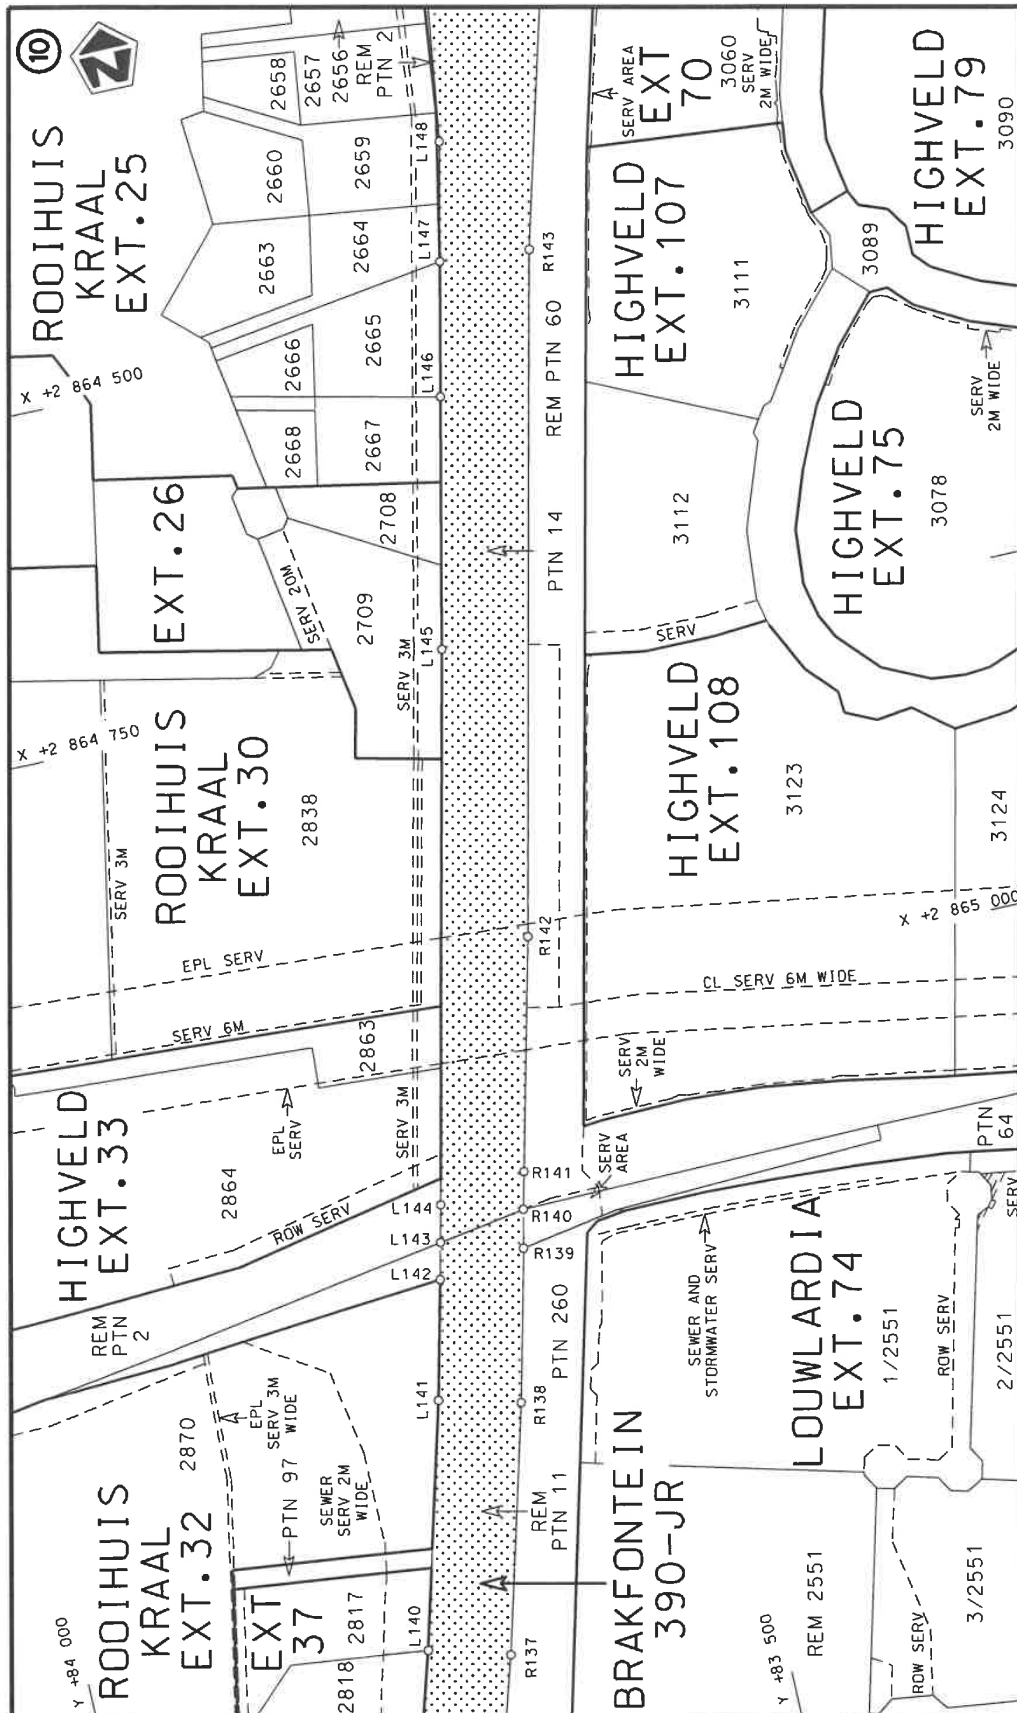 10
N
ROOIHUIS
KRAAL
EXT.25
X +2 864 500
2658
2657
2656
REM
PTN 2
2660
2659
2663
2664
2666
2665
2668
2667
L148
L147
L146
R143
REM PTN 60
PTN 14
SERV AREA
EXT
70
3060
SERV
2M WIDE
HIGHVELD
EXT.79
3090
3089
HIGHVELD
EXT.107
3111
3112
SERV
2M WIDE
HIGHVELD
EXT.75
3078
EXT.26
SERV 20M
2708
2709
SERV 3M
L145
SERV
HIGHVELD
EXT.108
3123
3124
X +2 864 750
ROOIHUIS
KRAAL
EXT.30
2838
SERV 3M
EPL SERV
SERV 6M
R142
X +2 865 000
CL SERV 6M WIDE
SERV
2M
WIDE
2863
SERV 3M
HIGHVELD
EXT.33
EPL
SERV
2864
ROW SERV
L144
L143
L142
L141
R141
R140
R139
R138
SERV
AREA
PTN
64
SERV
REM
PTN
2
PTN 260
SEWER AND
STORMWATER SERV
LOUWLARDIA
EXT.74
1/2551
ROW SERV
2/2551
2870
EPL
SERV 3M
WIDE
PTN 97
SEWER
SERV 2M
WIDE
ROOIHUIS
KRAAL
EXT.32
EXT
37
2817
2818
L140
R137
REM
PTN 11
BRAKFONTEIN
390-JR
REM 2551
ROW SERV
3/2551
Y +84 000
Y +83 500